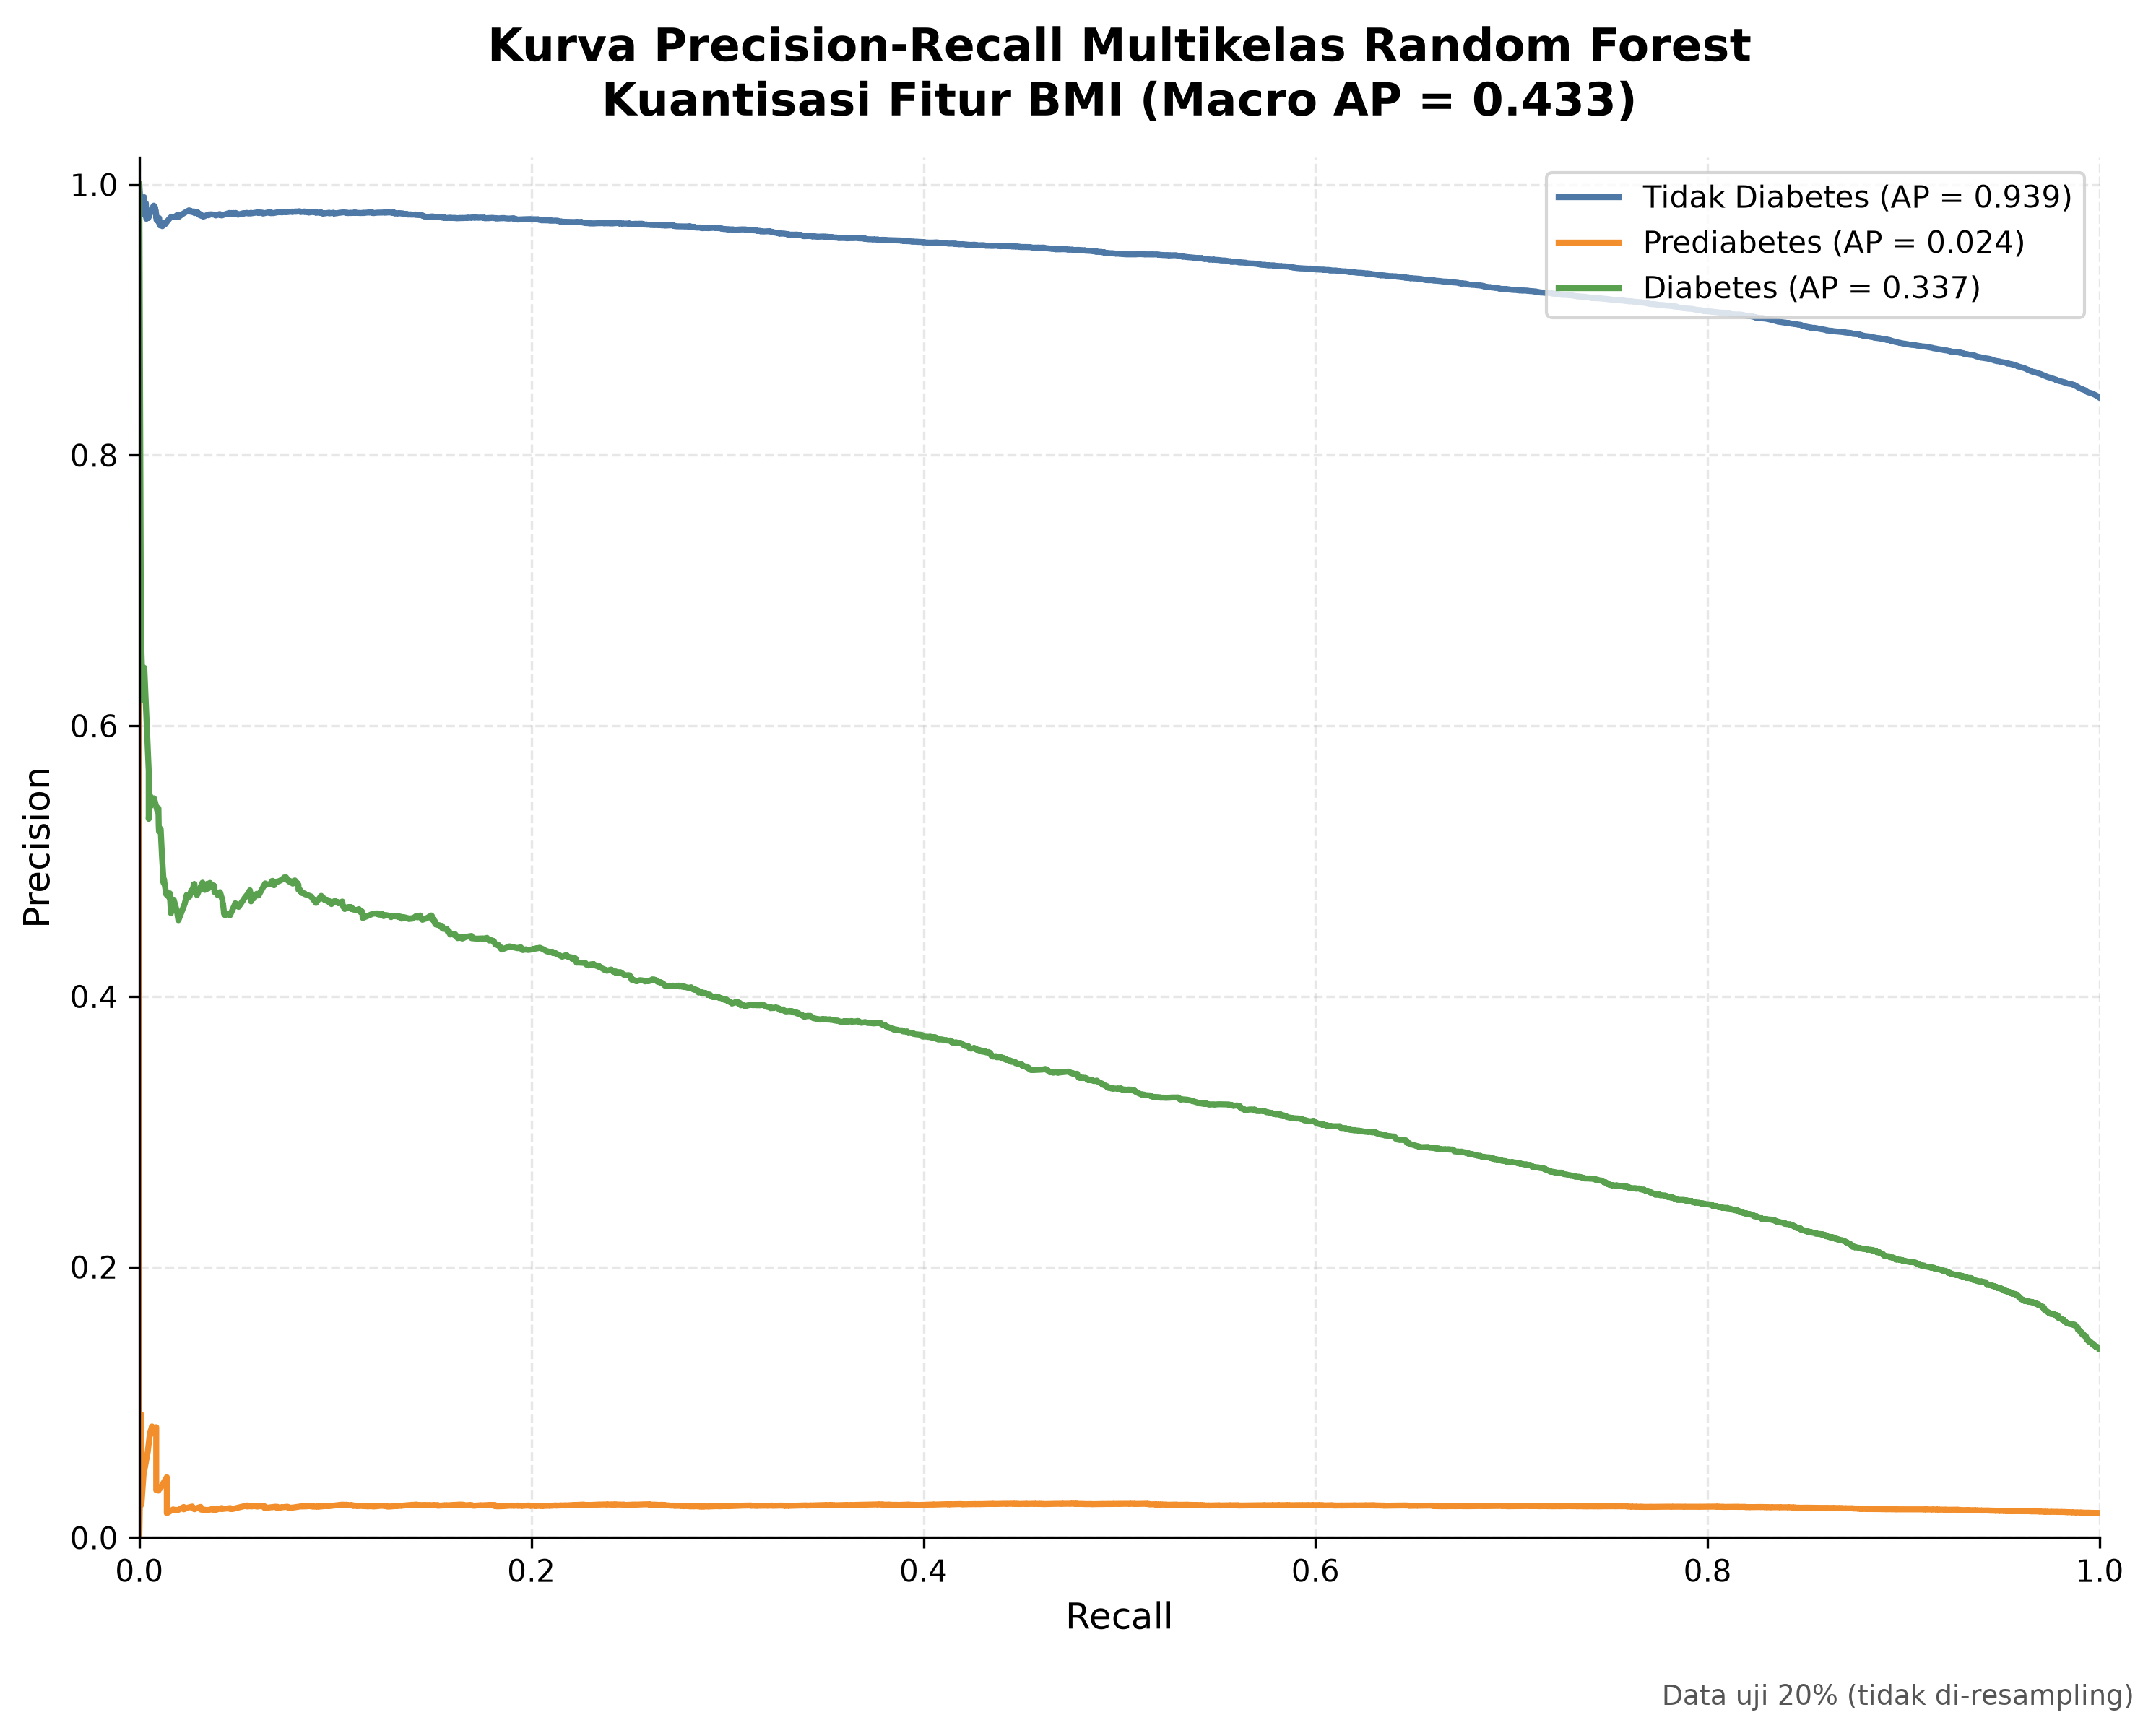 Kurva Precision-Recall Multikelas Random Forest
Kuantisasi Fitur BMI (Macro AP = 0.433)
Tidak Diabetes (AP = 0.939)
Prediabetes (AP = 0.024)
Diabetes (AP = 0.337)
Precision
1.0
0.8
0.6
0.4
0.2
0.0
0.0 0.2 0.4 0.6 0.8 1.0
Recall
Data uji 20% (tidak di-resampling)